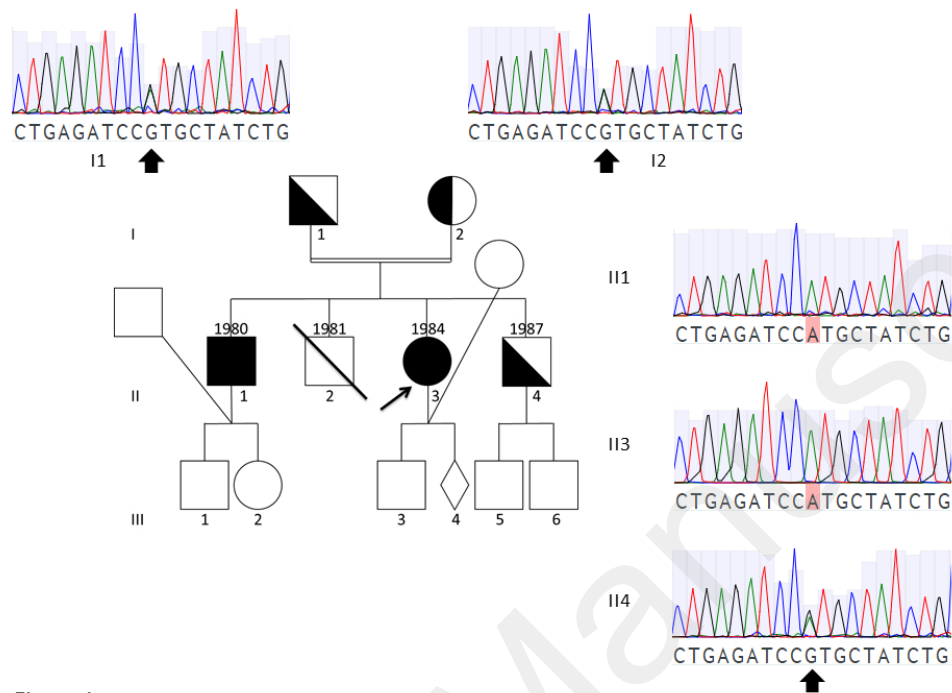 CTGAGATCCGTGCTATCTG
I1
CTGAGATCCGTGCTATCTG
I2
I
1
2
II1
CTGAGATCCATGCTATCTG
1980
1981
1984
1987
II
1
2
3
4
II3
CTGAGATCCATGCTATCTG
III
1
2
3
4
5
6
II4
CTGAGATCCGTGCTATCTG
Manusc